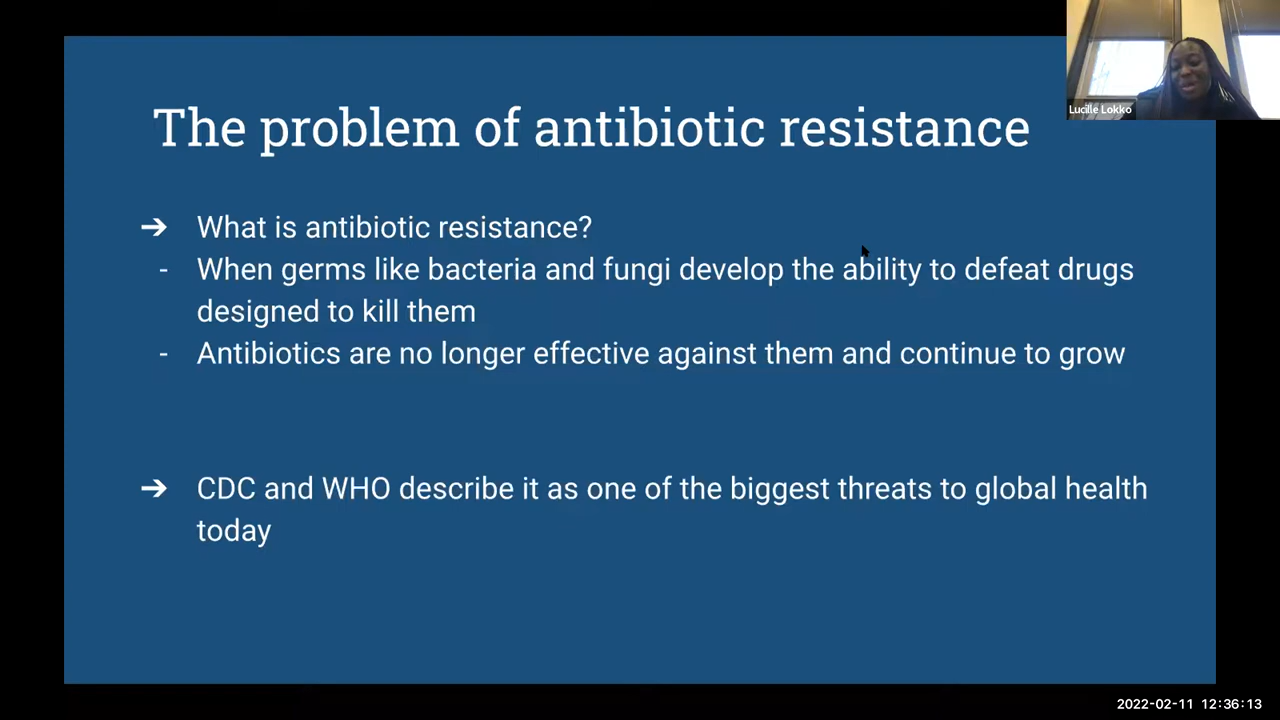 The problem of antibiotic resistance
Lucille Lokko
➔ What is antibiotic resistance?
- When germs like bacteria and fungi develop the ability to defeat drugs
designed to kill them
- Antibiotics are no longer effective against them and continue to grow
➔ CDC and WHO describe it as one of the biggest threats to global health
today
2022-02-11 12:36:13